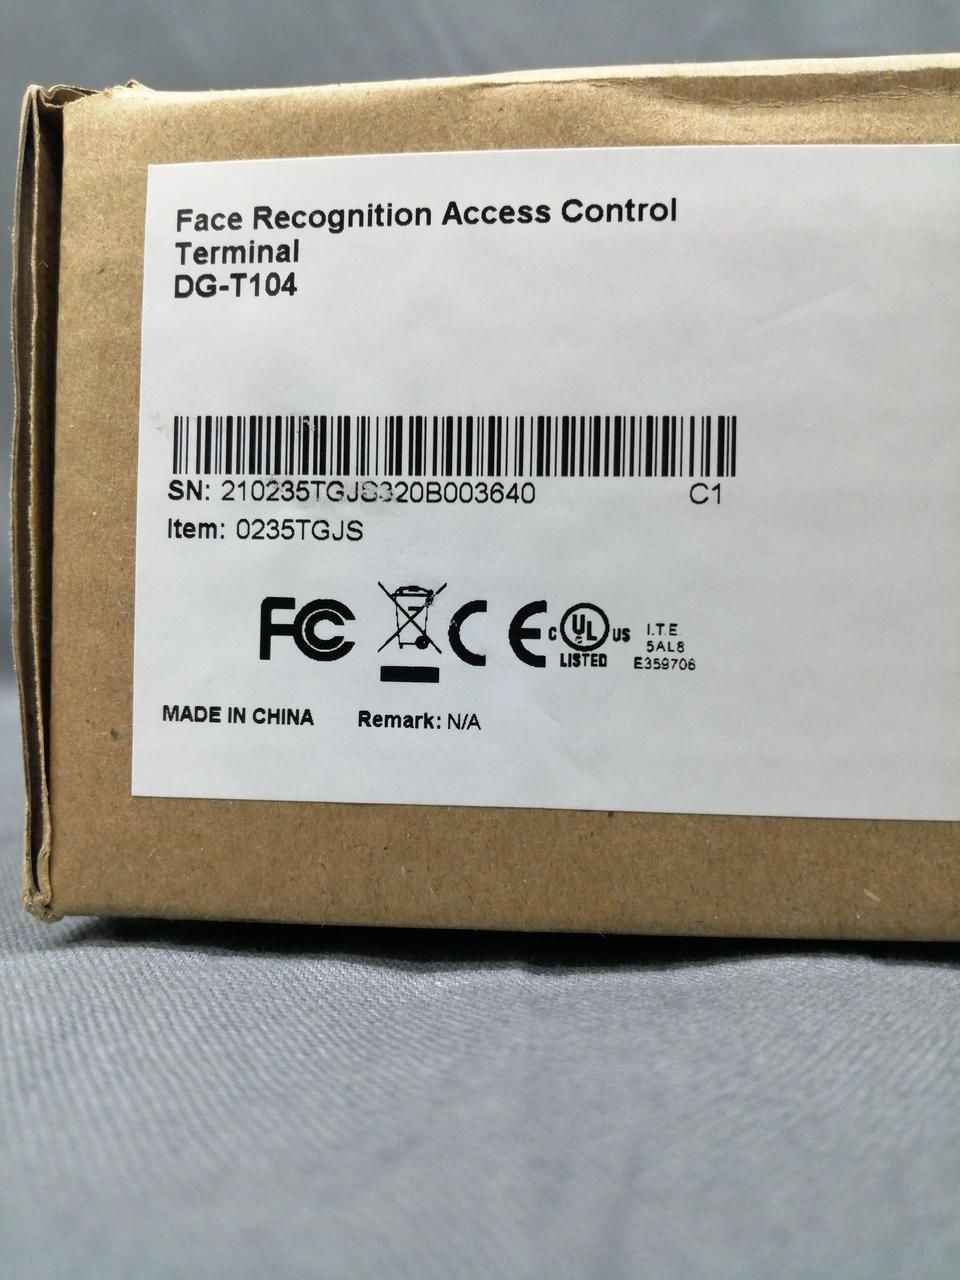 Face Recognition Access Control
Terminal
DG-T104
SN: 210235TGJS320B003640 C1
Item: 0235TGJS
FC CE c UL US I.T.E.
LISTED 5AL8
E359706
MADE IN CHINA Remark: N/A